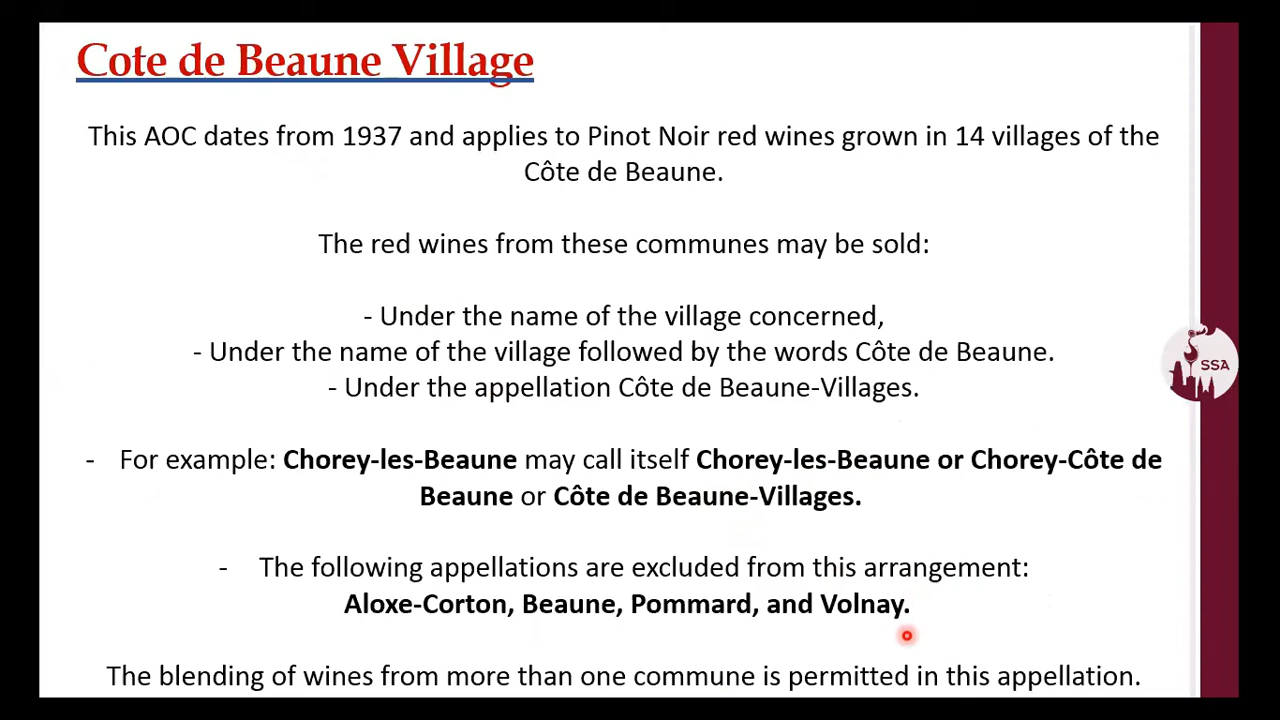 Cote de Beaune Village
This AOC dates from 1937 and applies to Pinot Noir red wines grown in 14 villages of the
Côte de Beaune.
The red wines from these communes may be sold:
- Under the name of the village concerned,
- Under the name of the village followed by the words Côte de Beaune.
- Under the appellation Côte de Beaune-Villages.
- For example: Chorey-les-Beaune may call itself Chorey-les-Beaune or Chorey-Côte de
Beaune or Côte de Beaune-Villages.
- The following appellations are excluded from this arrangement:
Aloxe-Corton, Beaune, Pommard, and Volnay.
The blending of wines from more than one commune is permitted in this appellation.
SSA